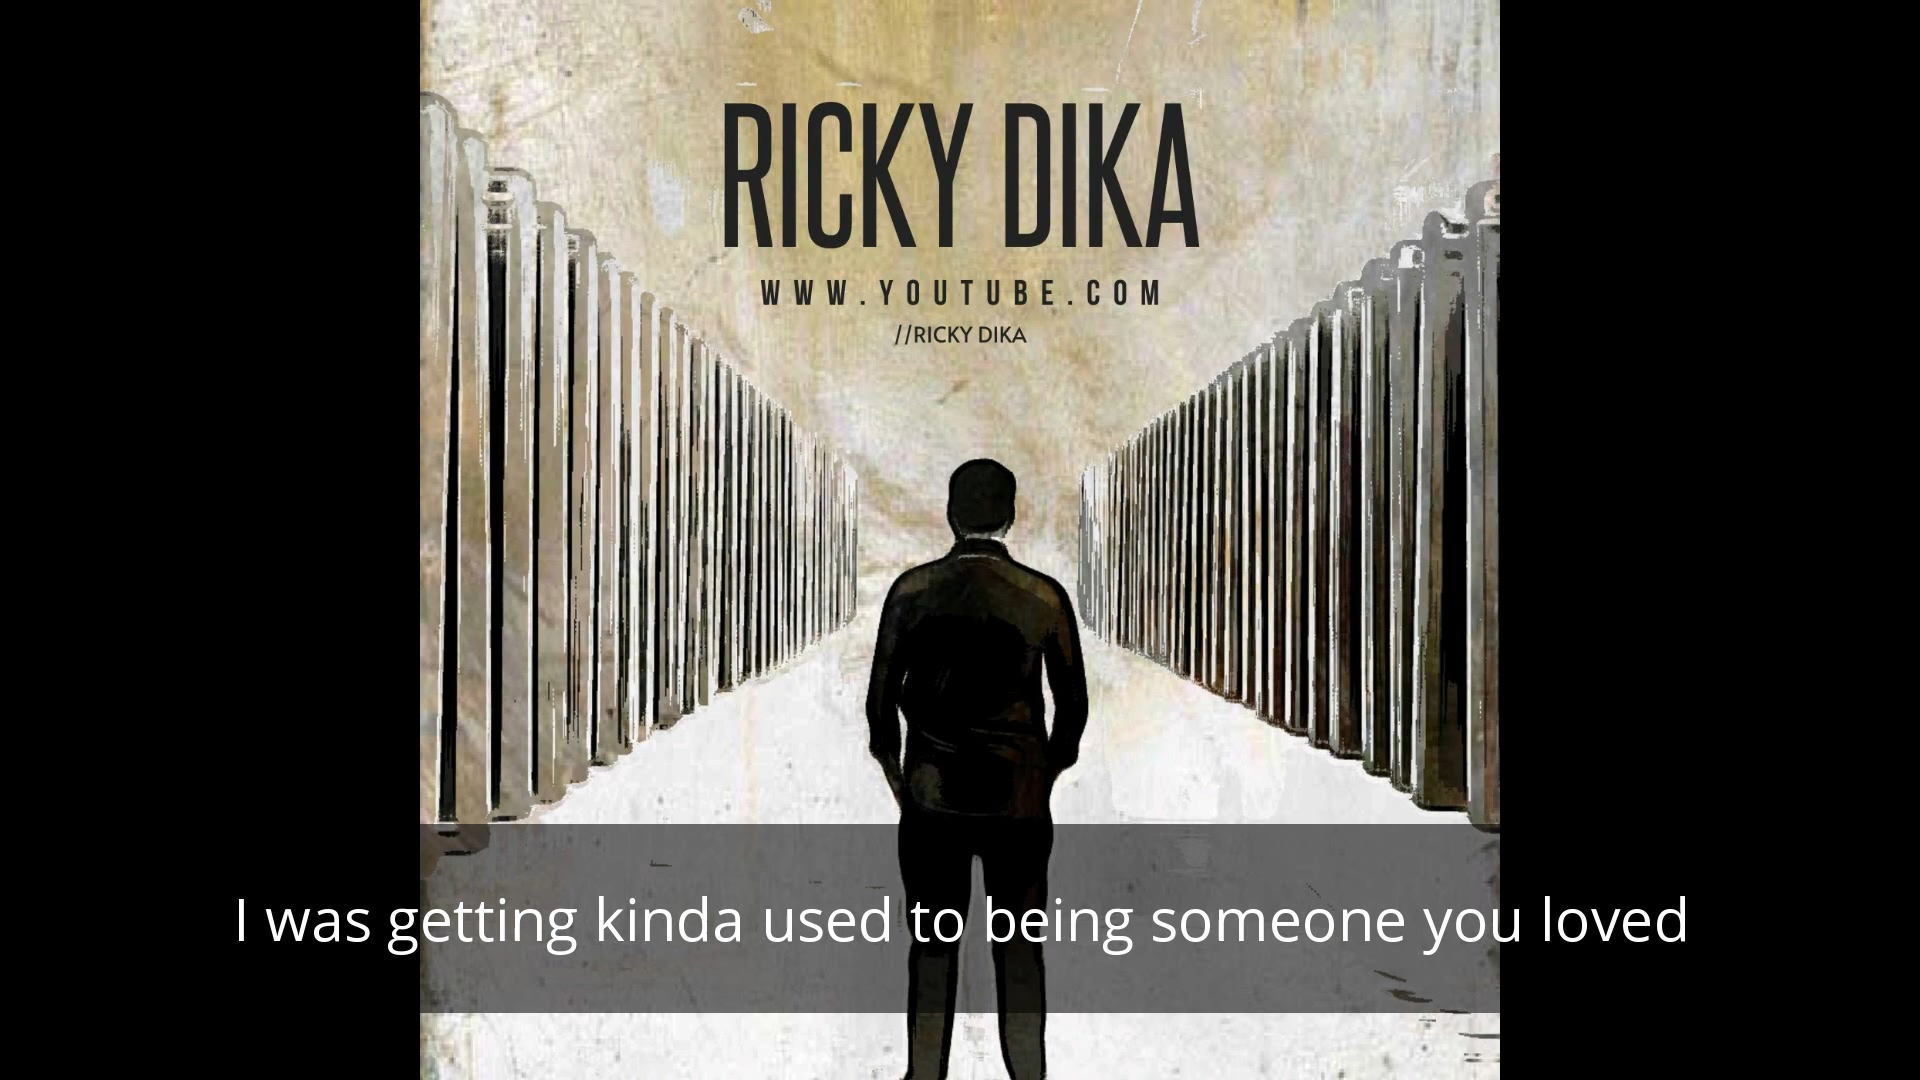 RICKY DIKA
WWW.YOUTUBE.COM
//RICKY DIKA
I was getting kinda used to being someone you loved